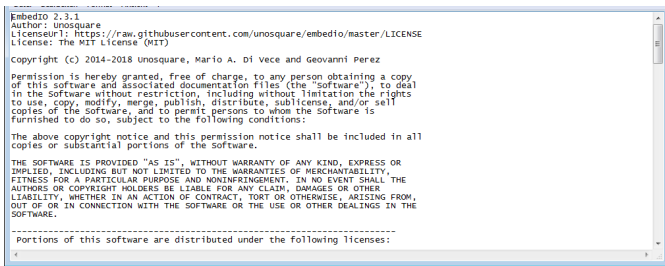 EmbedIO 2.3.1
Author: Unosquare
LicenseUrl: https://raw.githubusercontent.com/unosquare/embedio/master/LICENSE
License: The MIT License (MIT)
Copyright (c) 2014-2018 Unosquare, Mario A. Di Vece and Geovanni Perez
Permission is hereby granted, free of charge, to any person obtaining a copy
of this software and associated documentation files (the "Software"), to deal
in the Software without restriction, including without limitation the rights
to use, copy, modify, merge, publish, distribute, sublicense, and/or sell
copies of the Software, and to permit persons to whom the Software is
furnished to do so, subject to the following conditions:
The above copyright notice and this permission notice shall be included in all
copies or substantial portions of the Software.
THE SOFTWARE IS PROVIDED "AS IS", WITHOUT WARRANTY OF ANY KIND, EXPRESS OR
IMPLIED, INCLUDING BUT NOT LIMITED TO THE WARRANTIES OF MERCHANTABILITY,
FITNESS FOR A PARTICULAR PURPOSE AND NONINFRINGEMENT. IN NO EVENT SHALL THE
AUTHORS OR COPYRIGHT HOLDERS BE LIABLE FOR ANY CLAIM, DAMAGES OR OTHER
LIABILITY, WHETHER IN AN ACTION OF CONTRACT, TORT OR OTHERWISE, ARISING FROM,
OUT OF OR IN CONNECTION WITH THE SOFTWARE OR THE USE OR OTHER DEALINGS IN THE
SOFTWARE.
--------------------------------------------------------------------------
Portions of this software are distributed under the following licenses: